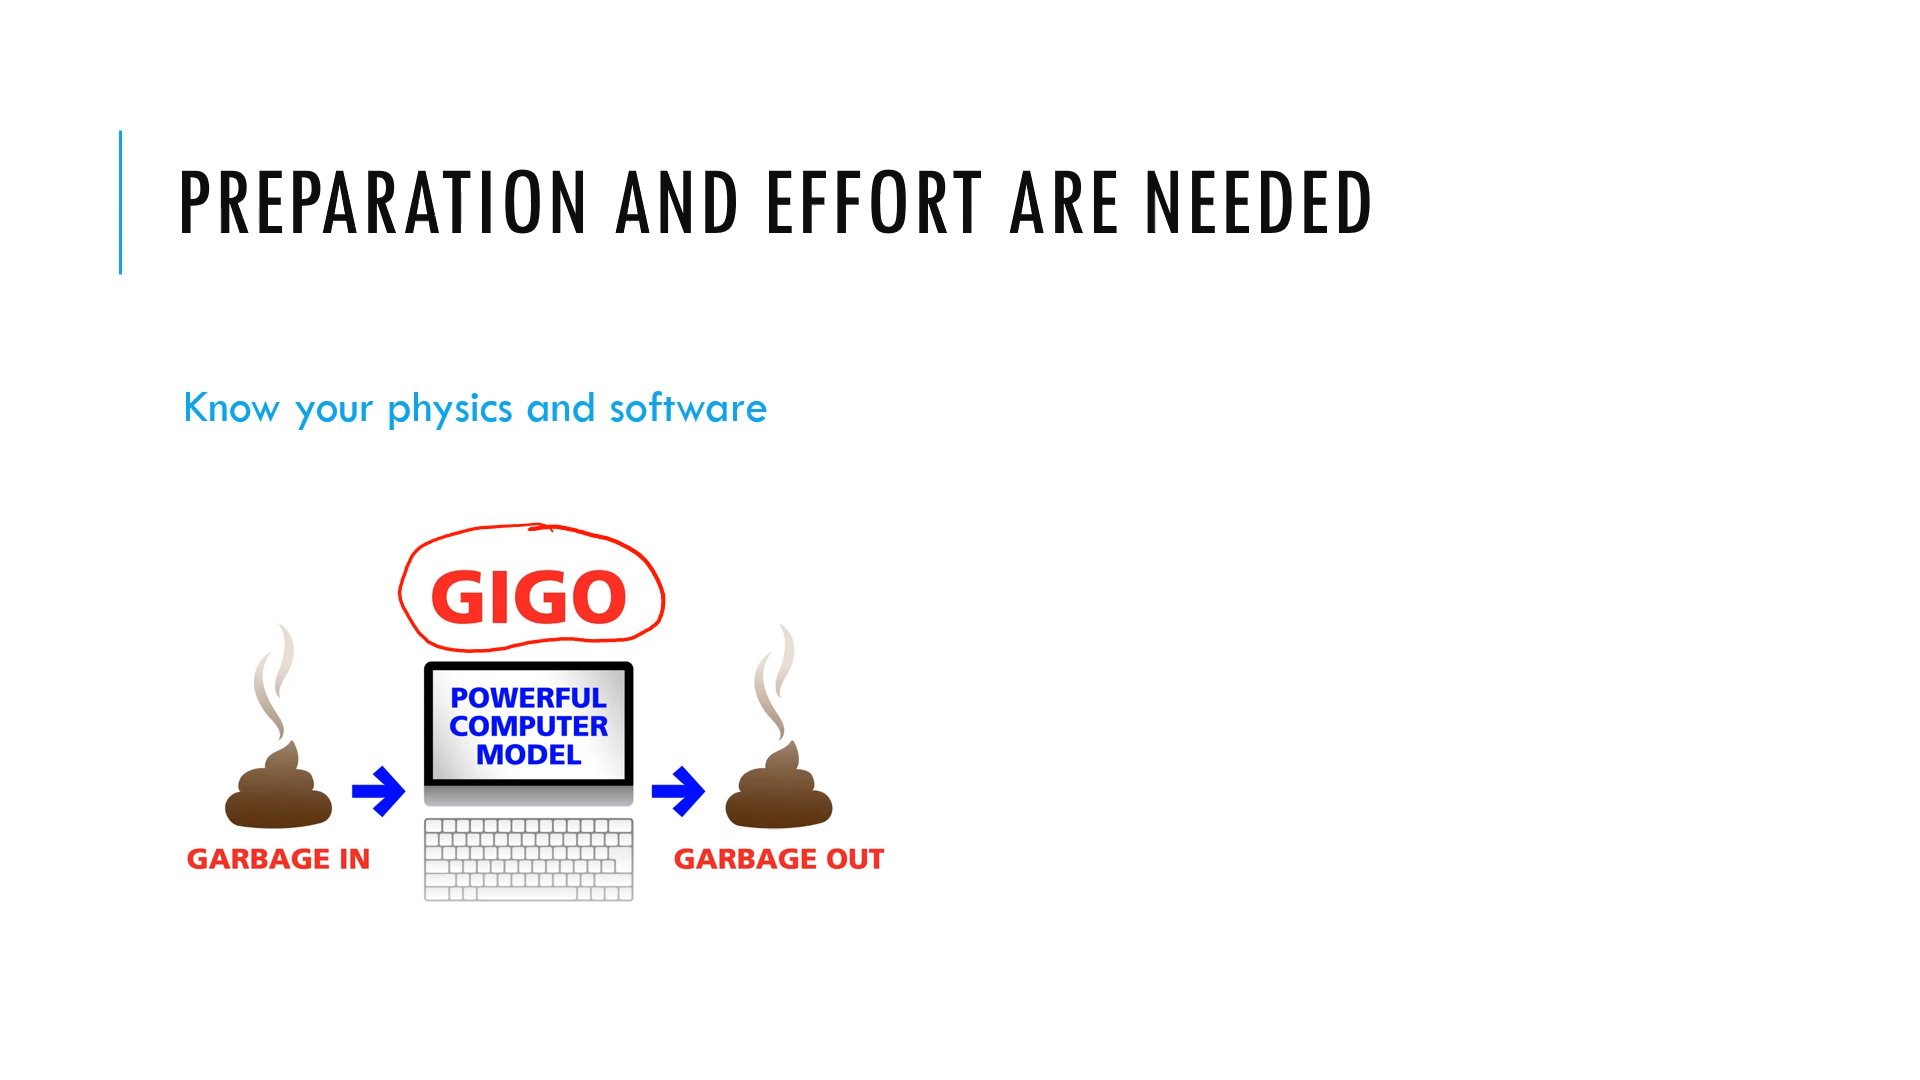 PREPARATION AND EFFORT ARE NEEDED
Know your physics and software
GIGO
POWERFUL
COMPUTER
MODEL
GARBAGE IN
GARBAGE OUT